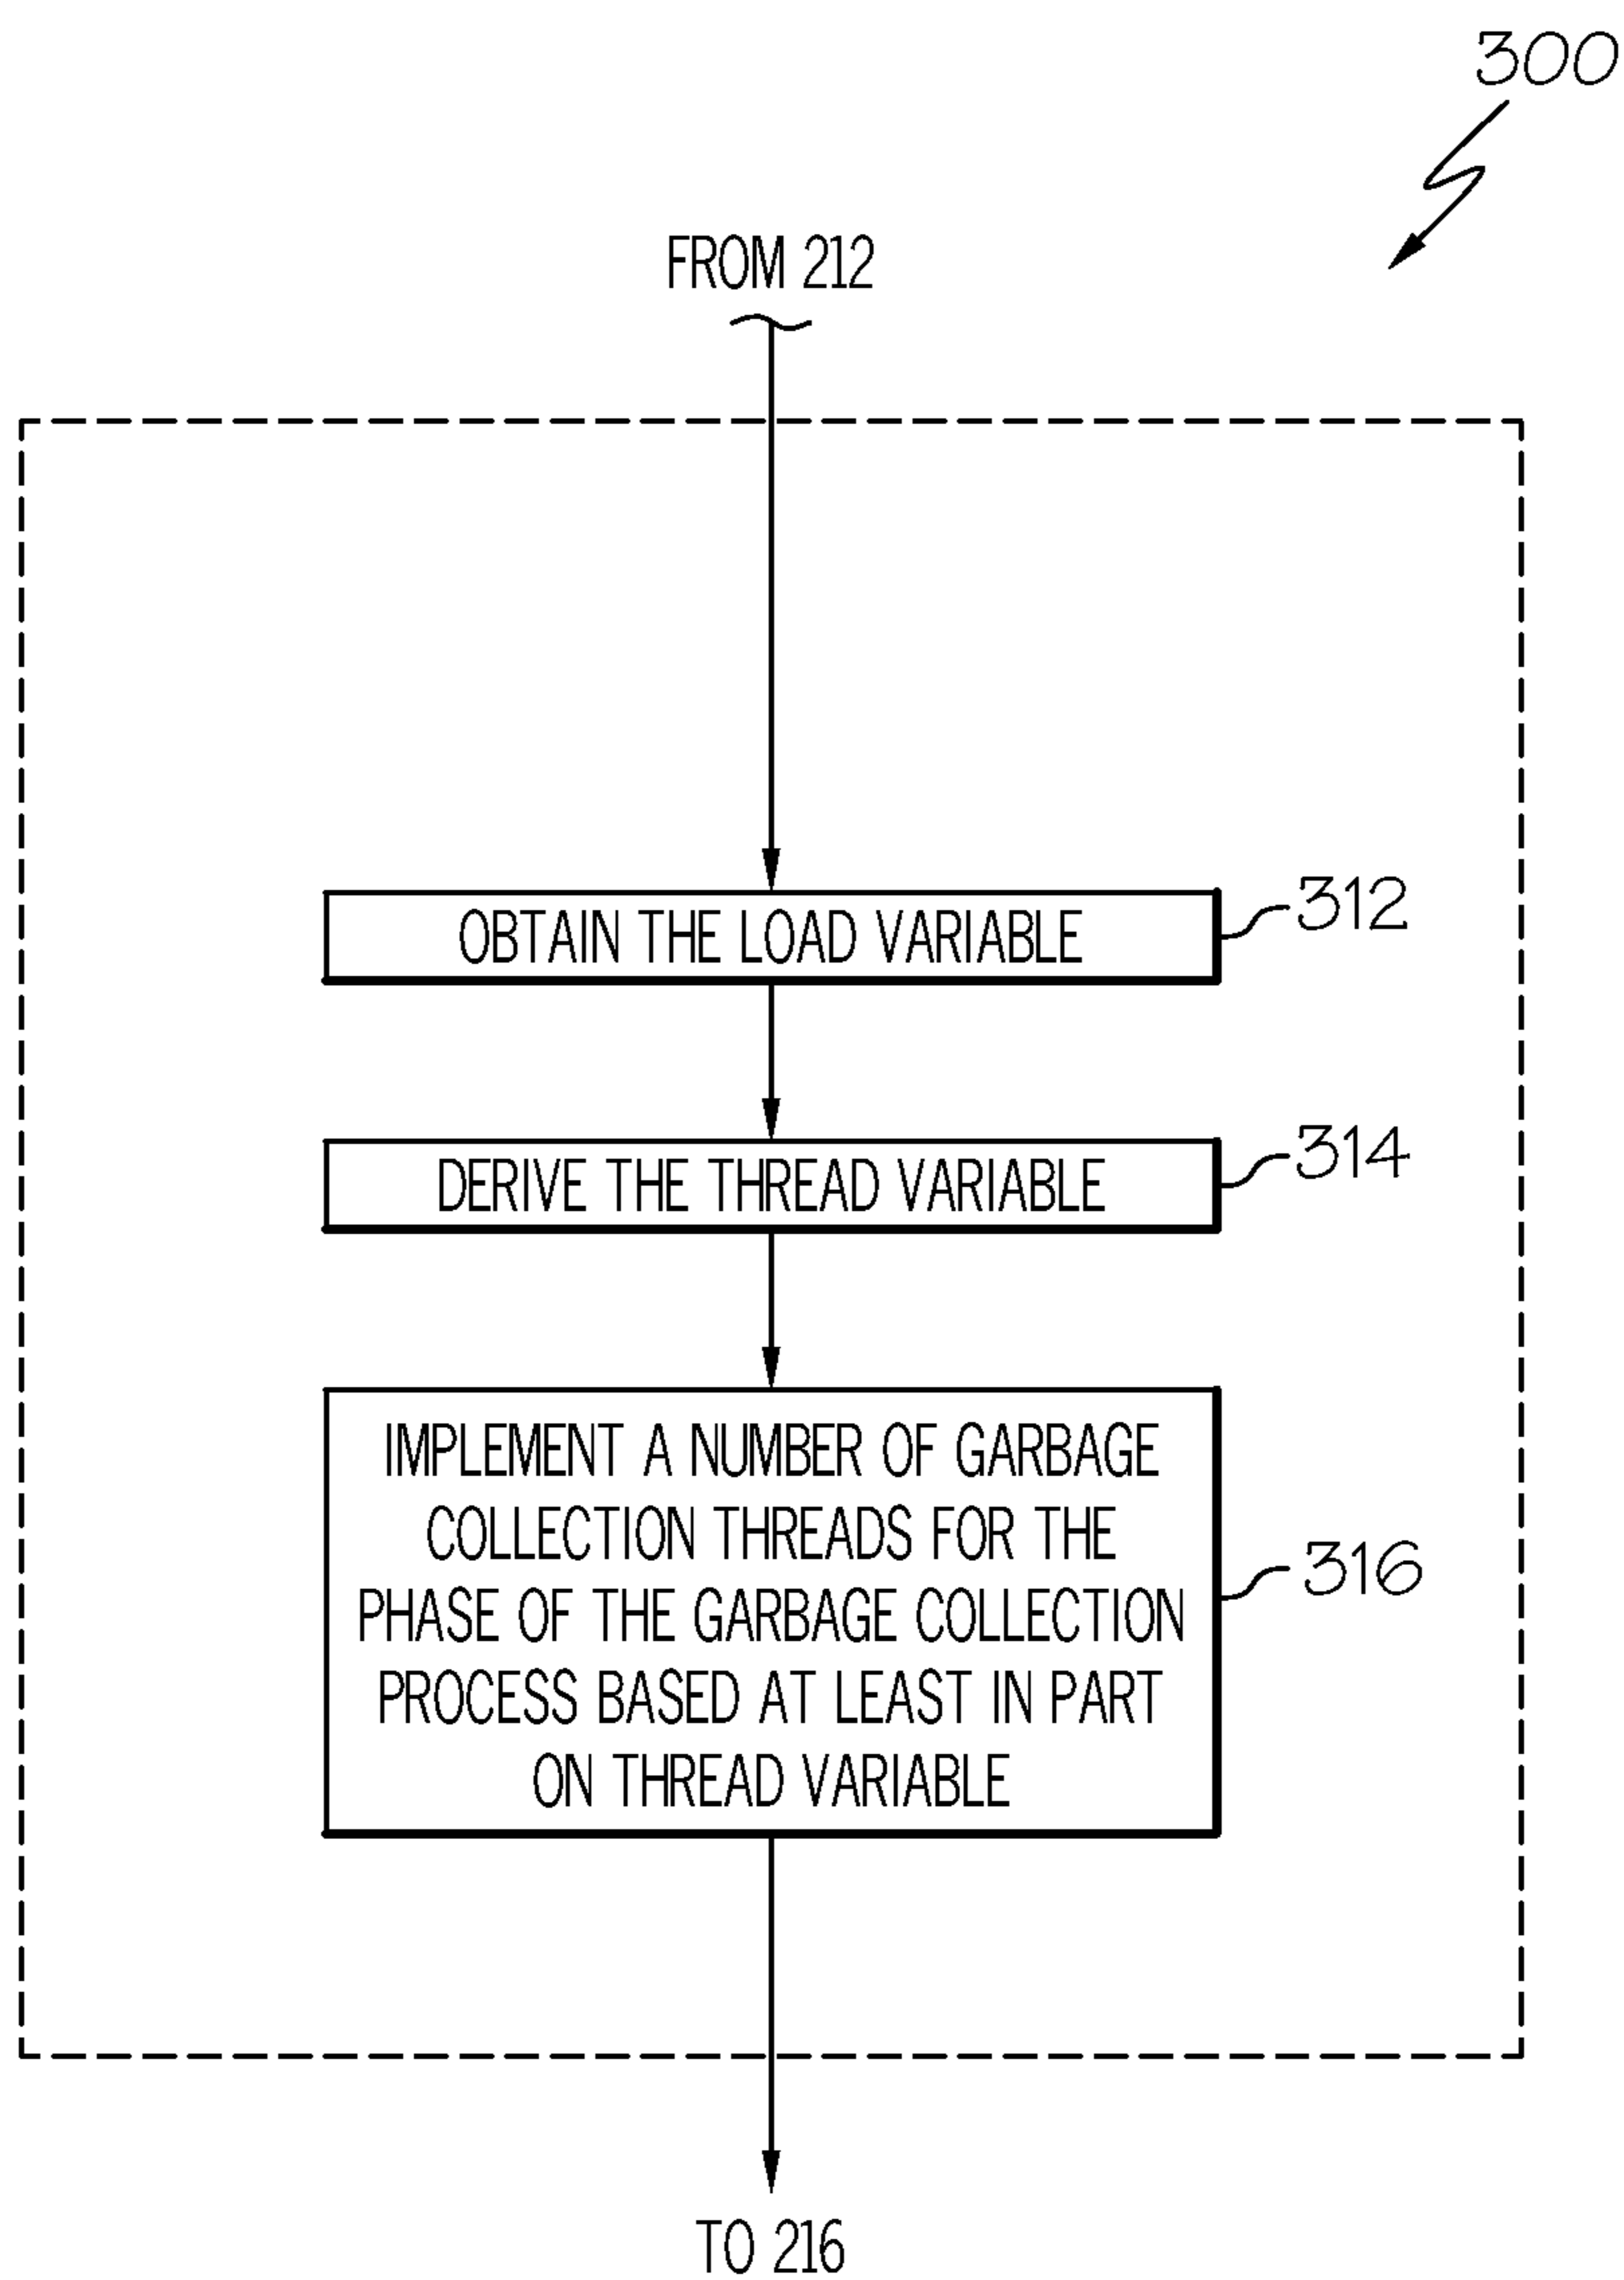 300
FROM 212
OBTAIN THE LOAD VARIABLE
312
DERIVE THE THREAD VARIABLE
314
IMPLEMENT A NUMBER OF GARBAGE
COLLECTION THREADS FOR THE
PHASE OF THE GARBAGE COLLECTION
PROCESS BASED AT LEAST IN PART
ON THREAD VARIABLE
316
TO 216